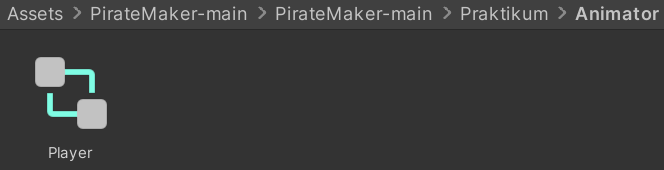 Assets > PirateMaker-main > PirateMaker-main > Praktikum > Animator
Player